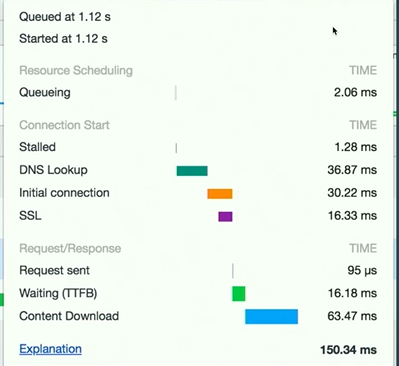 Queued at 1.12 s
Started at 1.12 s
Resource Scheduling TIME
Queueing 2.06 ms
Connection Start TIME
Stalled 1.28 ms
DNS Lookup 36.87 ms
Initial connection 30.22 ms
SSL 16.33 ms
Request/Response TIME
Request sent 95 μs
Waiting (TTFB) 16.18 ms
Content Download 63.47 ms
Explanation 150.34 ms